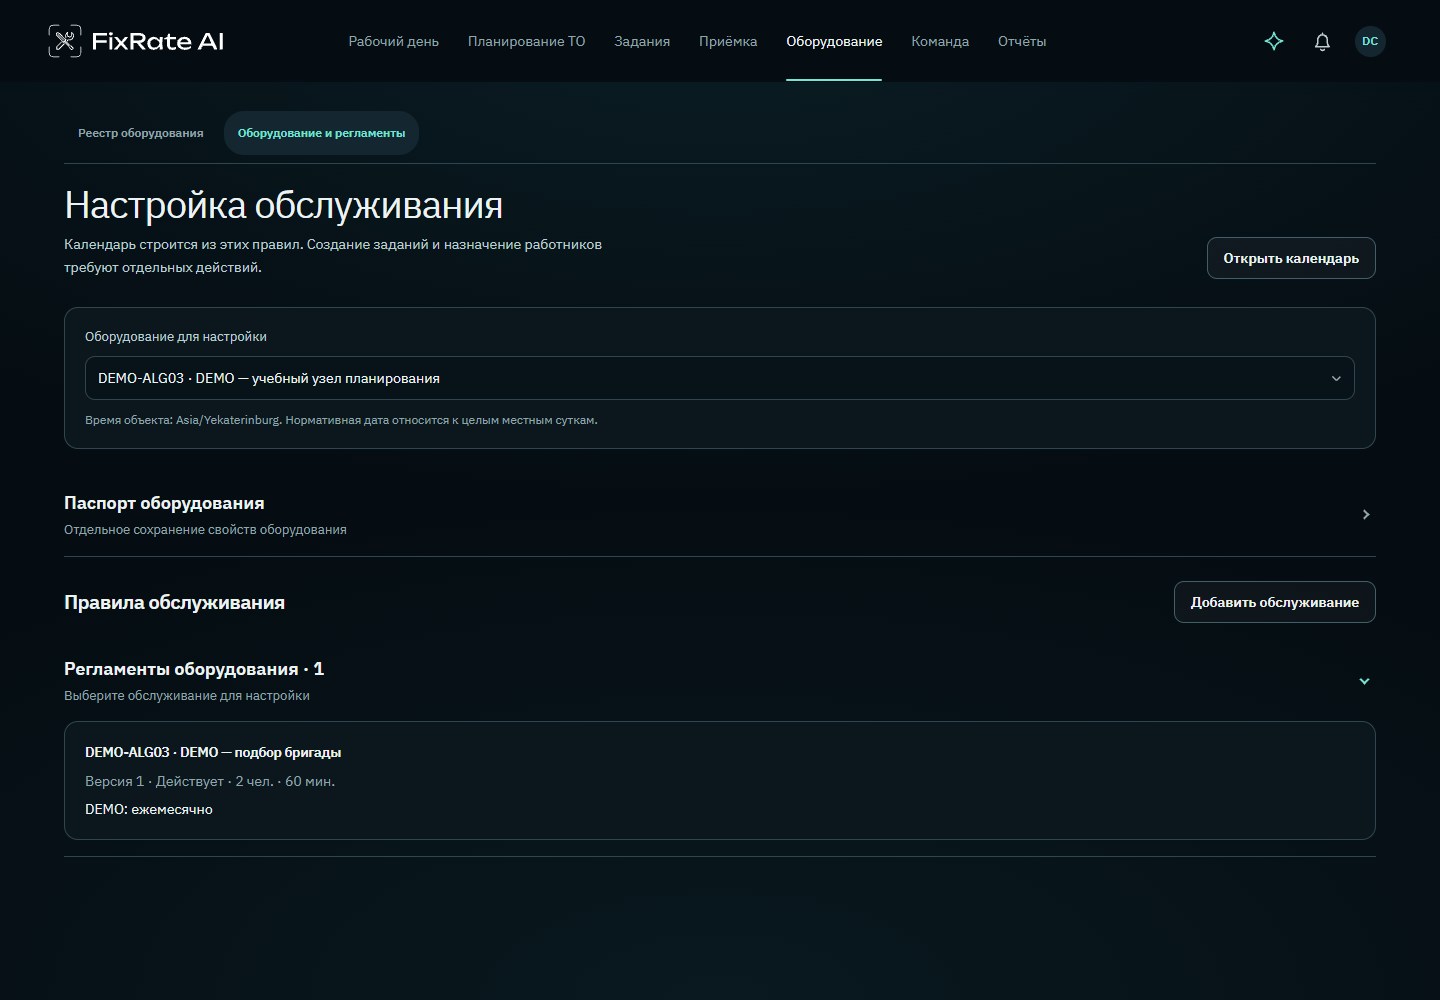 FixRate AI
Рабочий день
Планирование ТО
Задания
Приёмка
Оборудование
Команда
Отчёты
DC
Реестр оборудования
Оборудование и регламенты
Настройка обслуживания
Календарь строится из этих правил. Создание заданий и назначение работников
требуют отдельных действий.
Открыть календарь
Оборудование для настройки
DEMO-ALG03 · DEMO — учебный узел планирования
Время объекта: Asia/Yekaterinburg. Нормативная дата относится к целым местным суткам.
Паспорт оборудования
Отдельное сохранение свойств оборудования
Правила обслуживания
Добавить обслуживание
Регламенты оборудования · 1
Выберите обслуживание для настройки
DEMO-ALG03 · DEMO — подбор бригады
Версия 1 · Действует · 2 чел. · 60 мин.
DEMO: ежемесячно